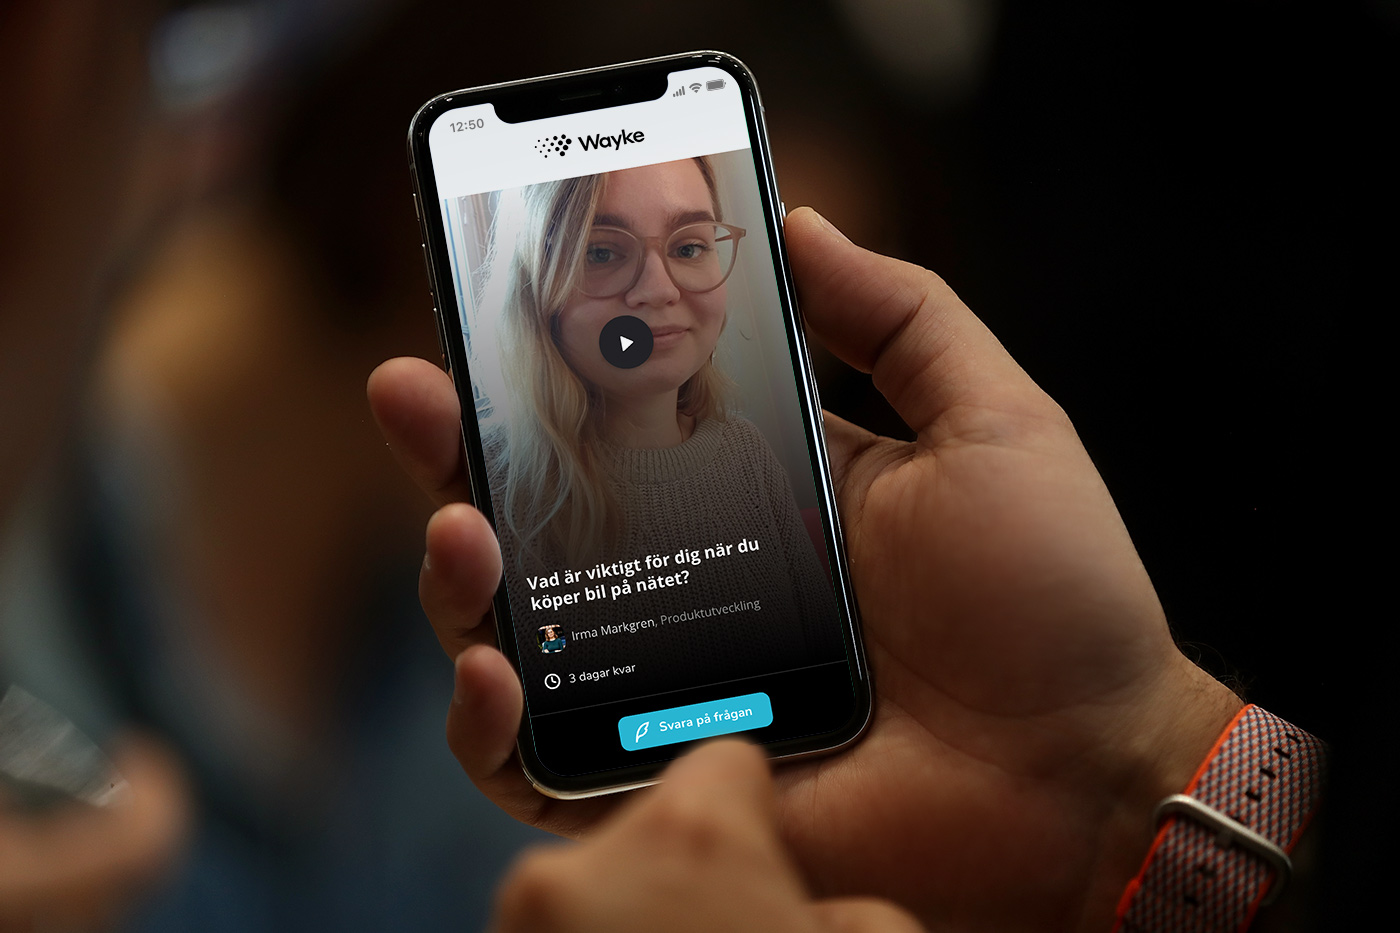 12:50
Wayke
Vad är viktigt för dig när du
köper bil på nätet?
Irma Markgren, Produktutveckling
3 dagar kvar
Svara på frågan